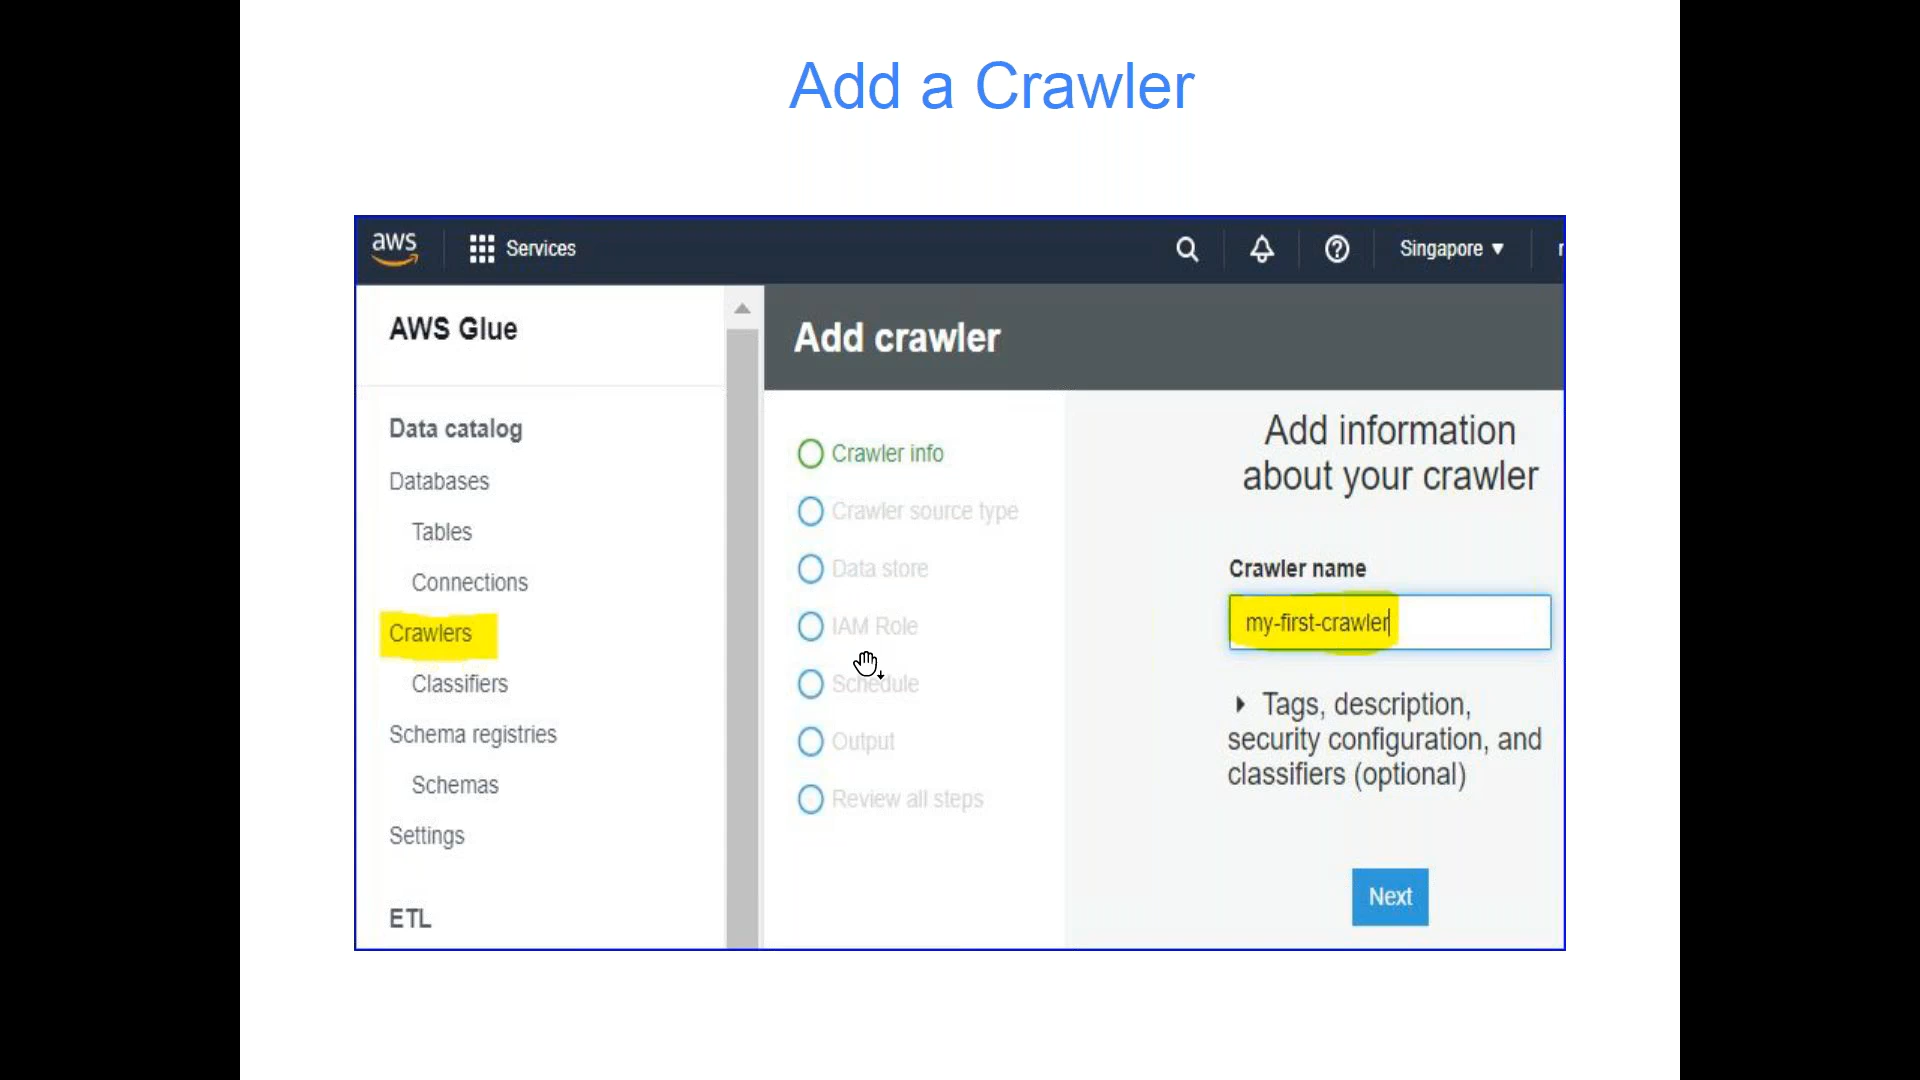 Add a Crawler
aws
Services
Singapore
AWS Glue
Data catalog
Databases
Tables
Connections
Crawlers
Classifiers
Schema registries
Schemas
Settings
ETL
Add crawler
Crawler info
Crawler source type
Data store
IAM Role
Schedule
Output
Review all steps
Add information
about your crawler
Crawler name
my-first-crawler
Tags, description,
security configuration, and
classifiers (optional)
Next